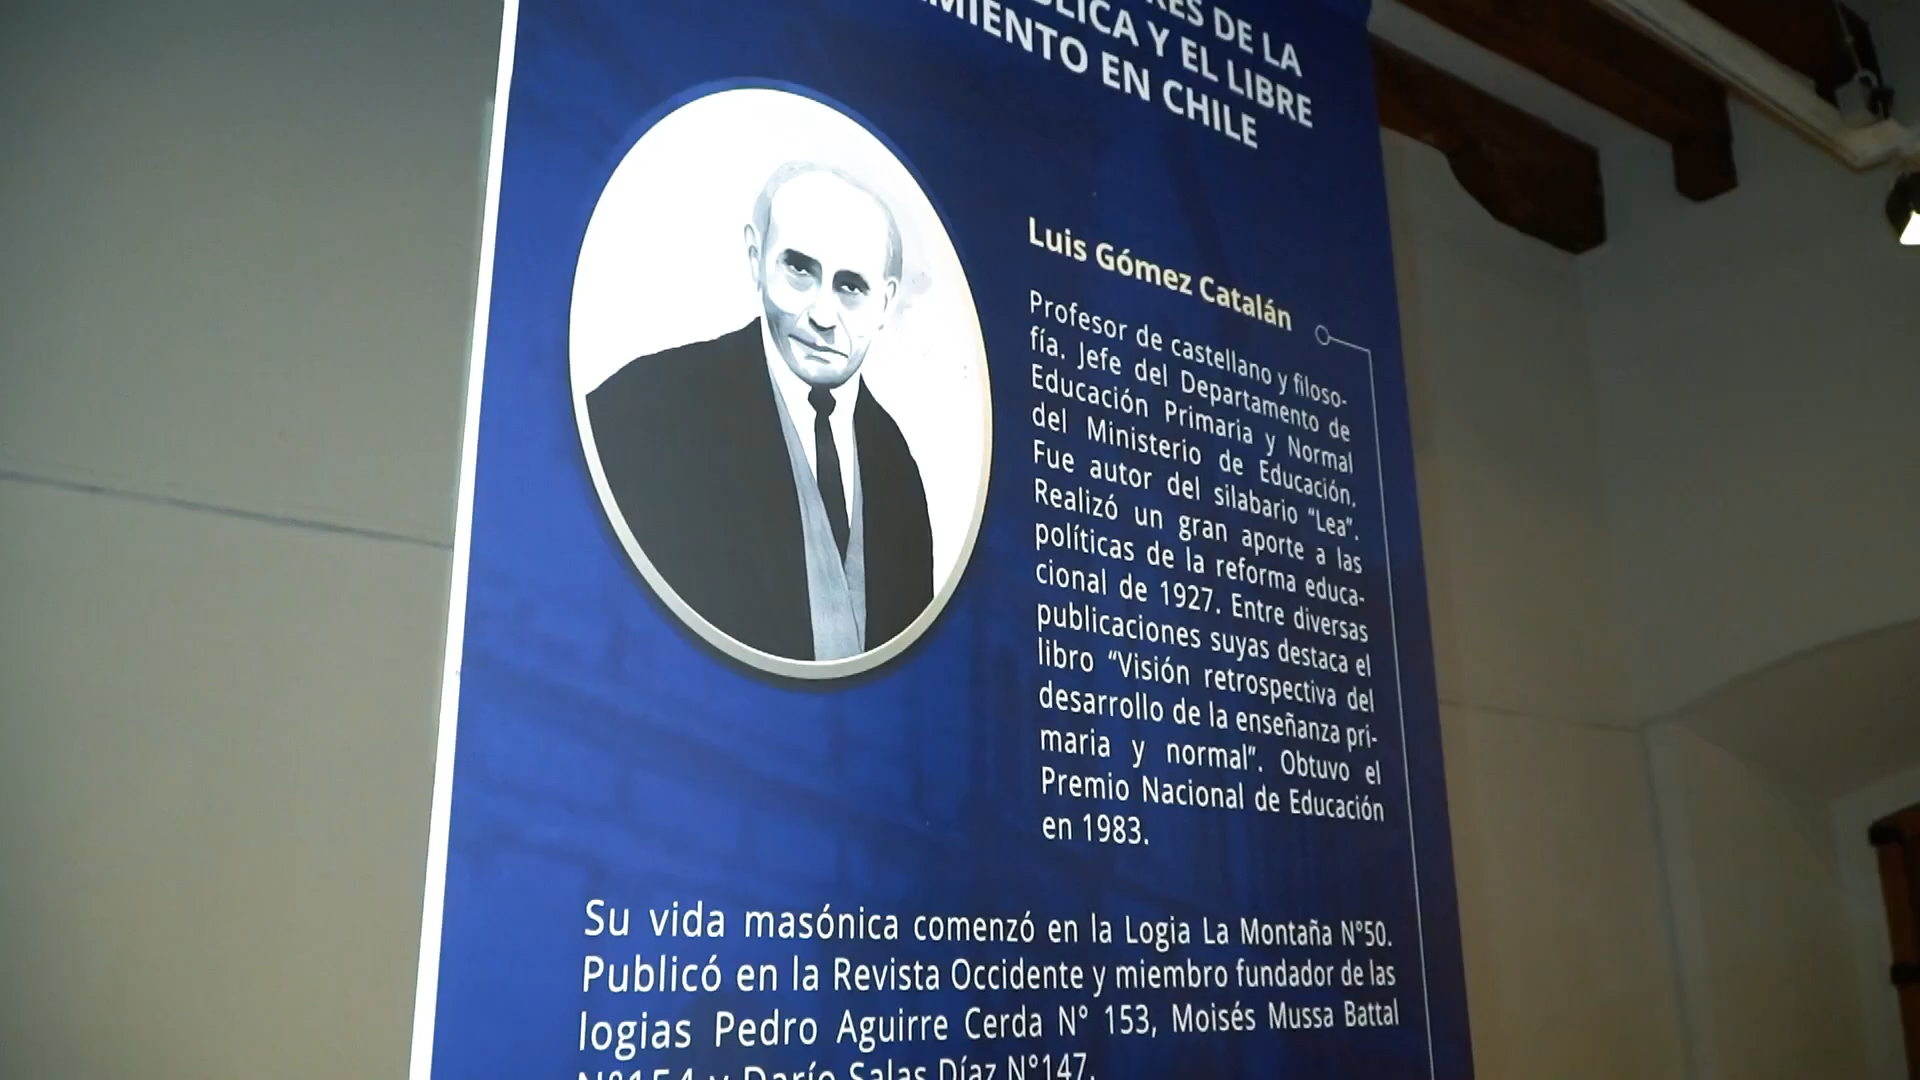 DE LA
Y EL LIBRE
EN CHILE
Luis Gómez Catalán
Profesor de castellano y filoso-
fía. Jefe del Departamento de
Educación Primaria y Normal
del Ministerio de Educación.
Fue autor del silabario “Lea”.
Realizó un gran aporte a las
políticas de la reforma educa-
cional de 1927. Entre diversas
publicaciones suyas destaca el
libro “Visión retrospectiva del
desarrollo de la enseñanza pri-
maria y normal”. Obtuvo el
Premio Nacional de Educación
en 1983.
Su vida masónica comenzó en la Logia La Montaña N°50.
Publicó en la Revista Occidente y miembro fundador de las
logias Pedro Aguirre Cerda N° 153, Moisés Mussa Battal
N°154 y Darío Salas Díaz N°147.